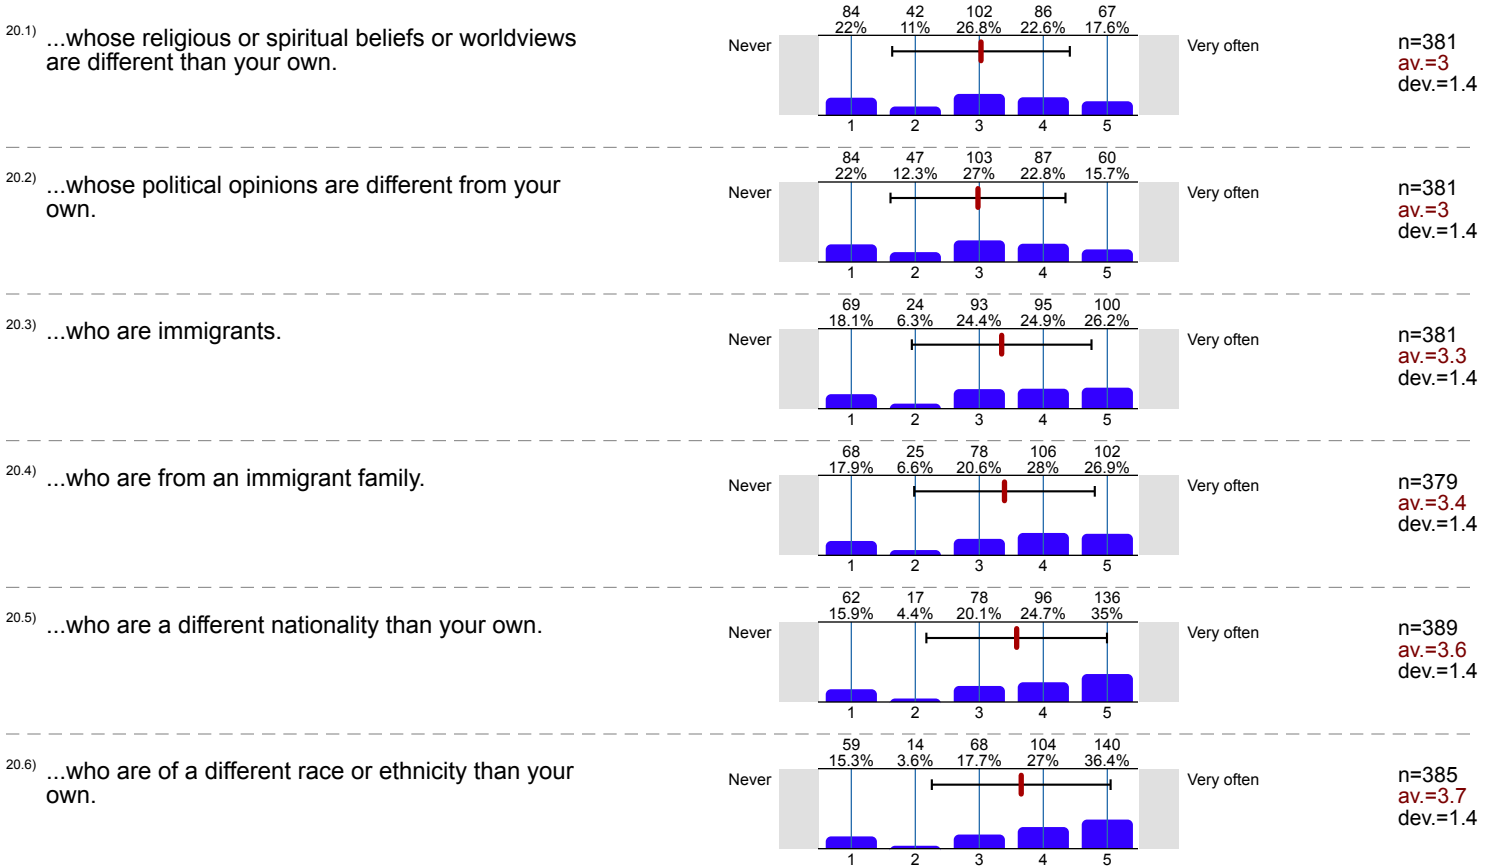 20.1) ...whose religious or spiritual beliefs or worldviews
are different than your own.
84 42 102 86 67
22% 11% 26.8% 22.6% 17.6%
Never Very often
1 2 3 4 5
n=381
av.=3
dev.=1.4
20.2) ...whose political opinions are different from your
own.
84 47 103 87 60
22% 12.3% 27% 22.8% 15.7%
Never Very often
1 2 3 4 5
n=381
av.=3
dev.=1.4
20.3) ...who are immigrants.
69 24 93 95 100
18.1% 6.3% 24.4% 24.9% 26.2%
Never Very often
1 2 3 4 5
n=381
av.=3.3
dev.=1.4
20.4) ...who are from an immigrant family.
68 25 78 106 102
17.9% 6.6% 20.6% 28% 26.9%
Never Very often
1 2 3 4 5
n=379
av.=3.4
dev.=1.4
20.5) ...who are a different nationality than your own.
62 17 78 96 136
15.9% 4.4% 20.1% 24.7% 35%
Never Very often
1 2 3 4 5
n=389
av.=3.6
dev.=1.4
20.6) ...who are of a different race or ethnicity than your
own.
59 14 68 104 140
15.3% 3.6% 17.7% 27% 36.4%
Never Very often
1 2 3 4 5
n=385
av.=3.7
dev.=1.4